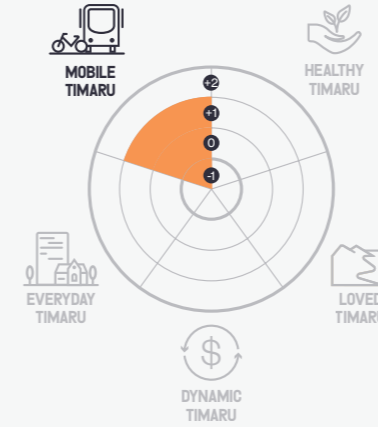 MOBILE
TIMARU
HEALTHY
TIMARU
+2
+1
0
-1
EVERYDAY
TIMARU
LOVED
TIMARU
$
DYNAMIC
TIMARU